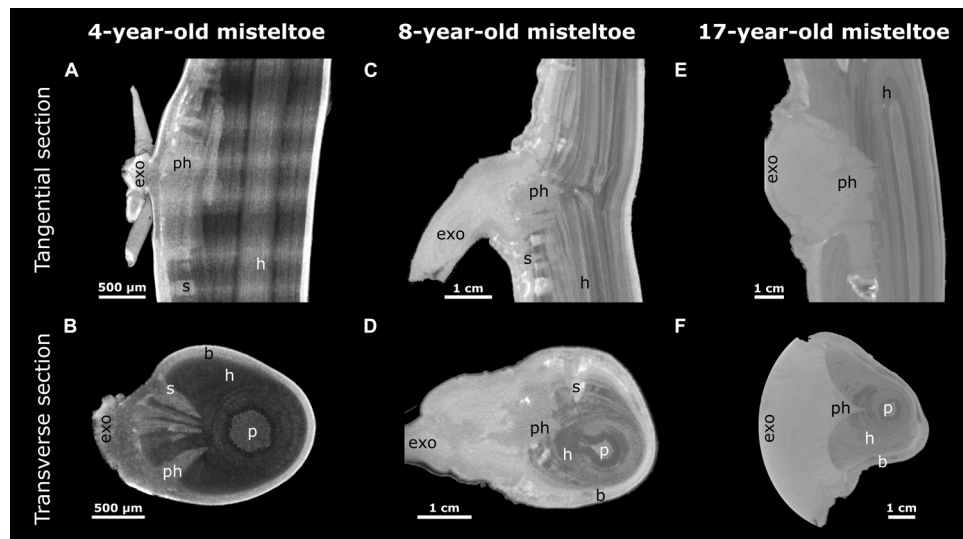 4-year-old misteltoe
8-year-old misteltoe
17-year-old misteltoe
Tangential section
A
exo
ph
s
h
500 µm
C
exo
ph
s
h
1 cm
E
exo
ph
h
1 cm
Transverse section
B
exo
b
h
s
p
ph
500 µm
D
exo
s
ph
h
p
b
1 cm
F
exo
ph
p
h
b
1 cm